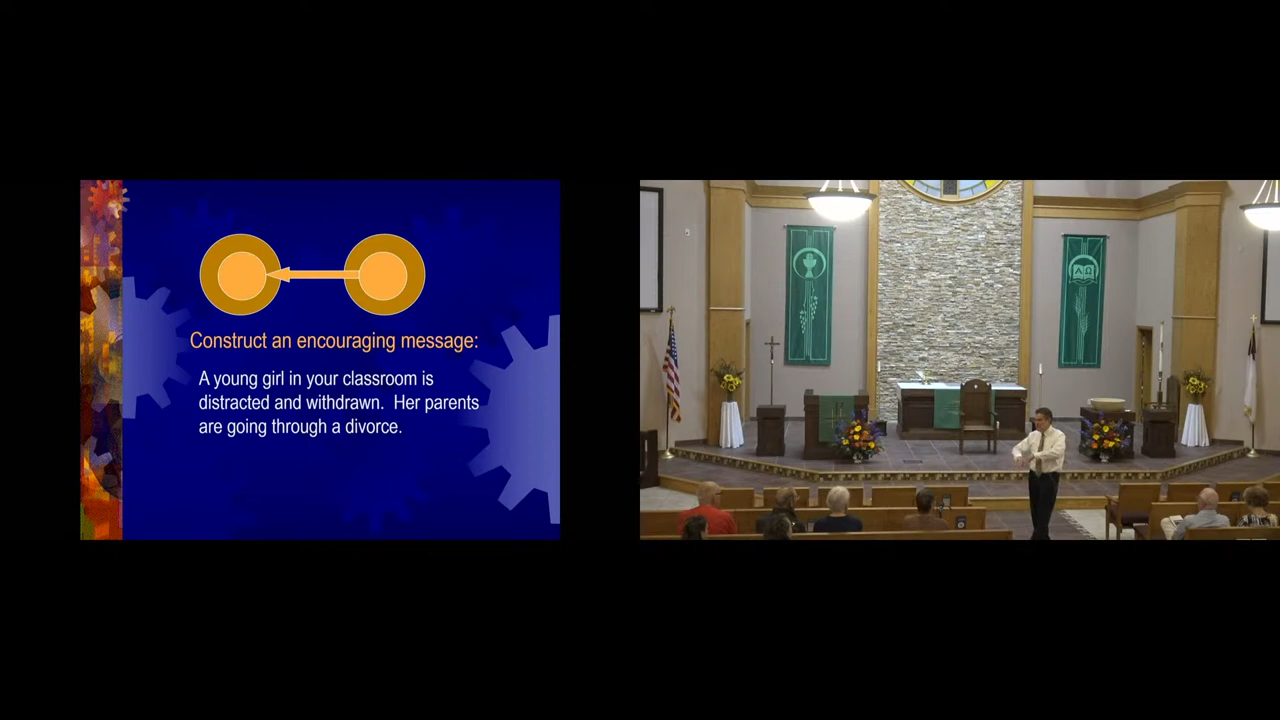 Construct an encouraging message:
A young girl in your classroom is
distracted and withdrawn.  Her parents
are going through a divorce.